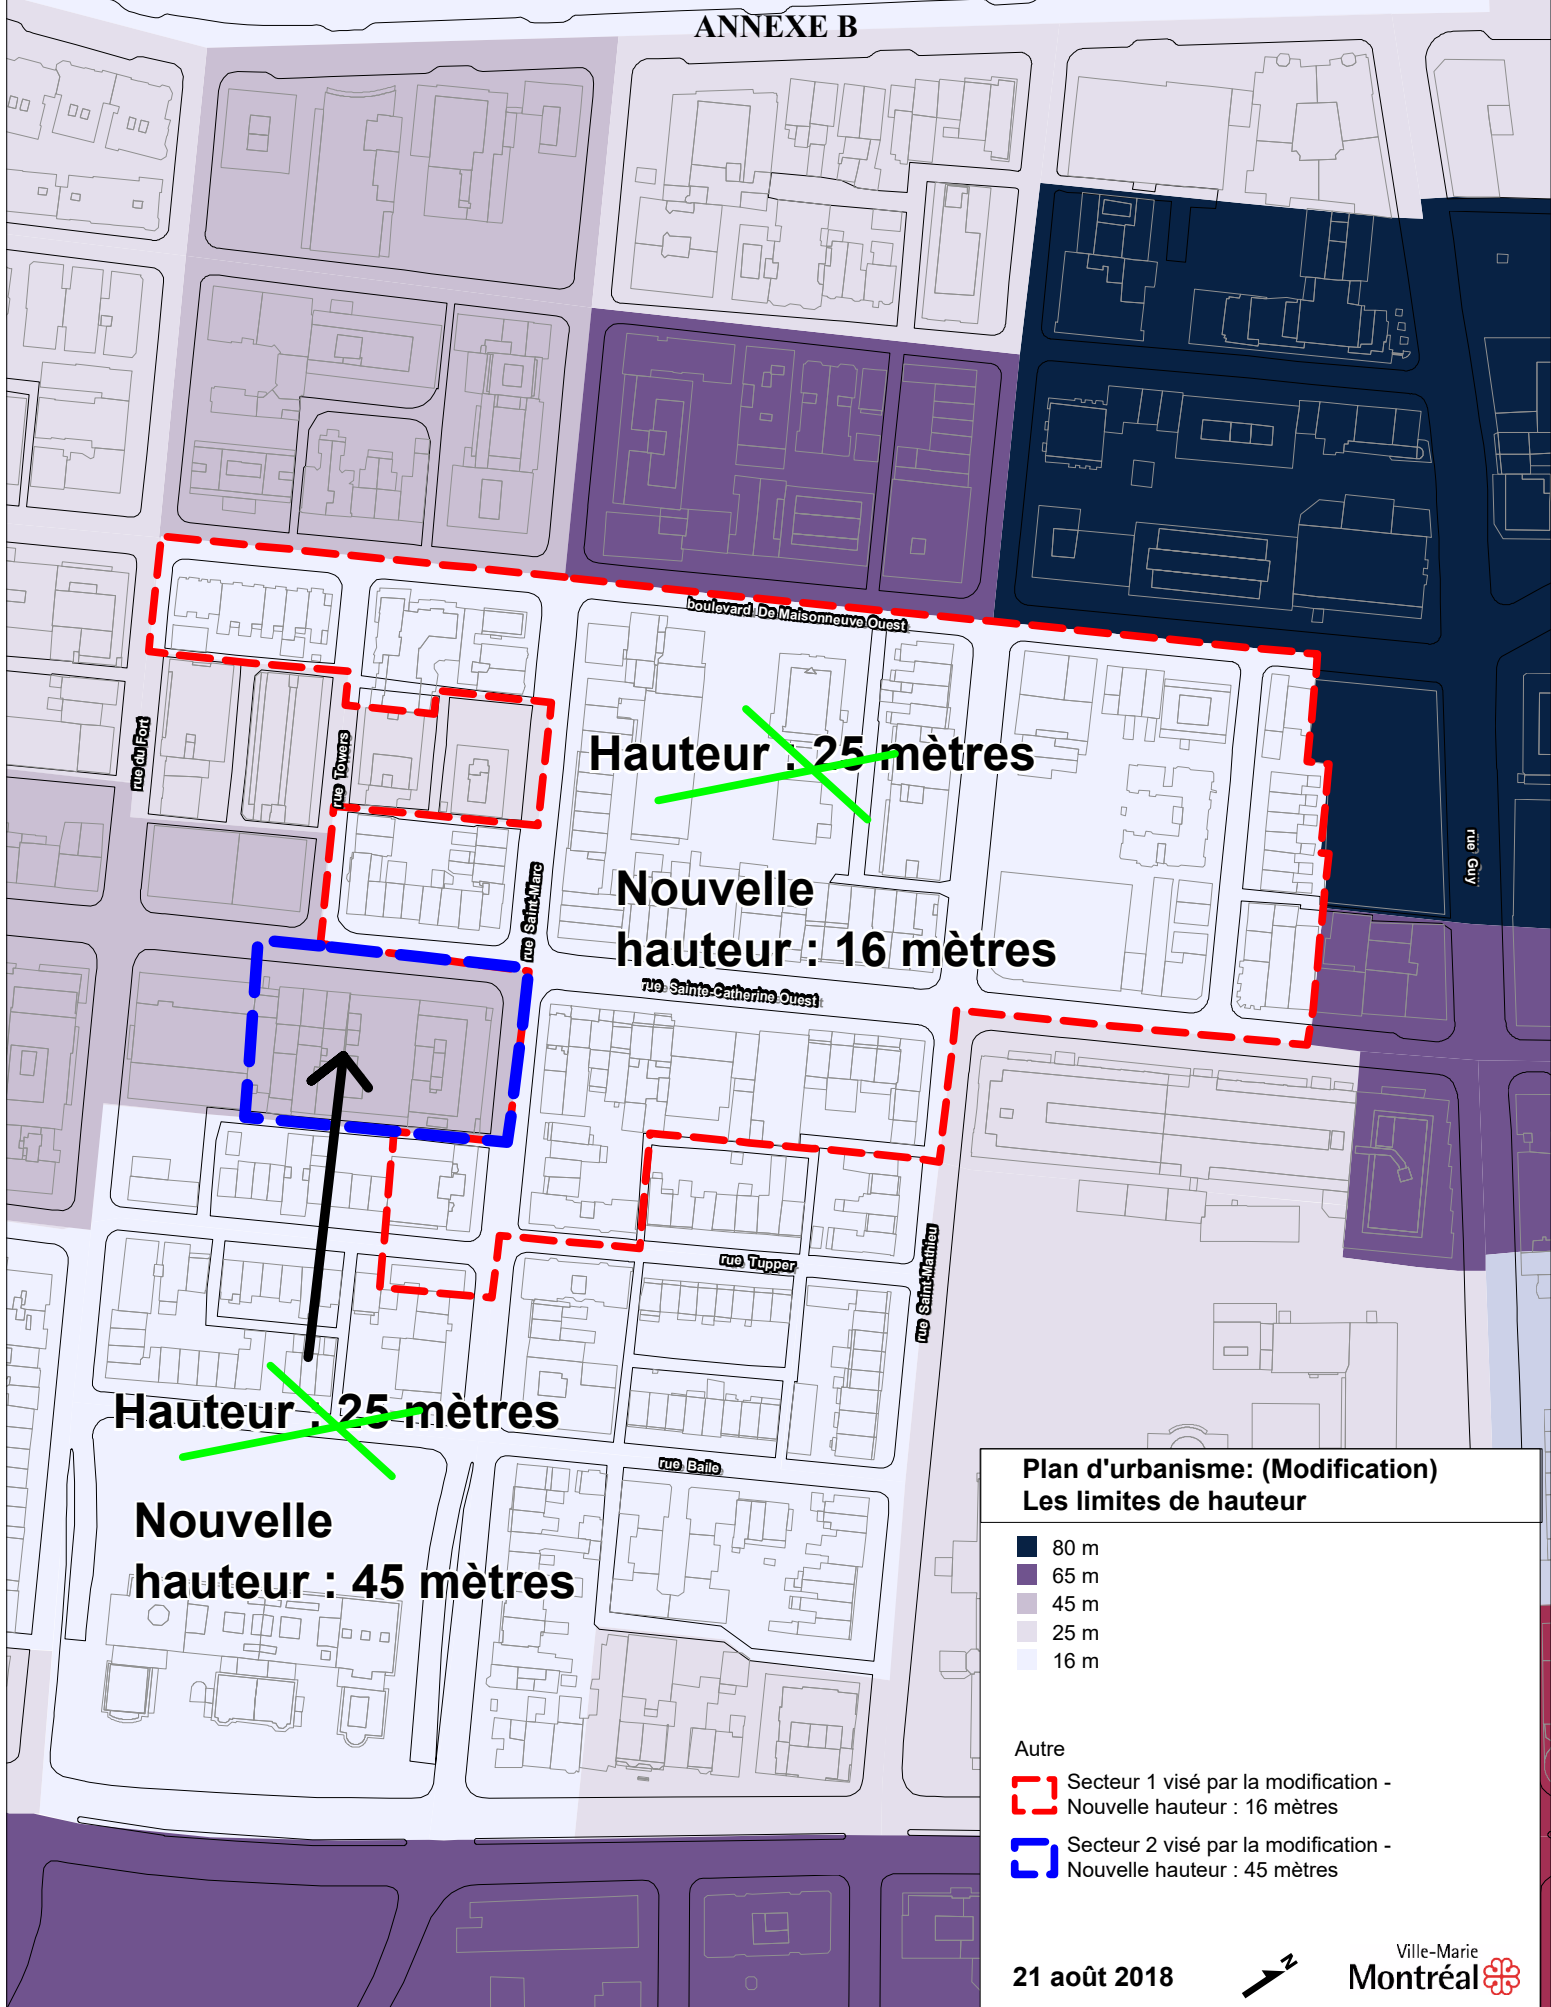 ANNEXE B
boulevard De Maisonneuve Ouest
rue du Fort
rue Towers
Hauteur : 25 mètres
rue Guy
rue Saint-Marc
Nouvelle
hauteur : 16 mètres
rue Sainte-Catherine Ouest
rue Tupper
rue Saint-Mathieu
Hauteur : 25 mètres
rue Baile
Nouvelle
hauteur : 45 mètres
Plan d'urbanisme: (Modification)
Les limites de hauteur
80 m
65 m
45 m
25 m
16 m
Autre
Secteur 1 visé par la modification -
Nouvelle hauteur : 16 mètres
Secteur 2 visé par la modification -
Nouvelle hauteur : 45 mètres
21 août 2018
N
Ville-Marie
Montréal